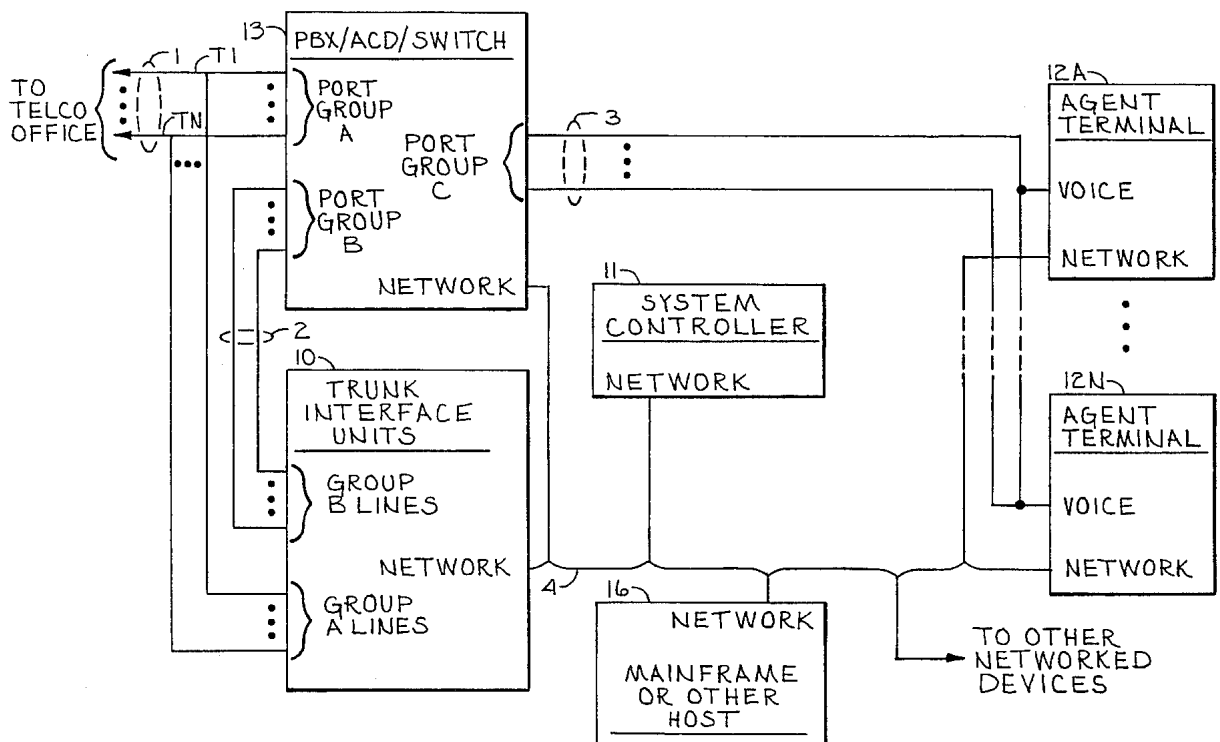 13
PBX/ACD/SWITCH
1
T1
TO
TELCO
OFFICE
TN
PORT
GROUP
A
PORT
GROUP
C
3
PORT
GROUP
B
NETWORK
2
12A
AGENT
TERMINAL
VOICE
NETWORK
11
SYSTEM
CONTROLLER
NETWORK
10
TRUNK
INTERFACE
UNITS
GROUP
B LINES
NETWORK
GROUP
A LINES
4
12N
AGENT
TERMINAL
VOICE
NETWORK
16
NETWORK
MAINFRAME
OR OTHER
HOST
TO OTHER
NETWORKED
DEVICES